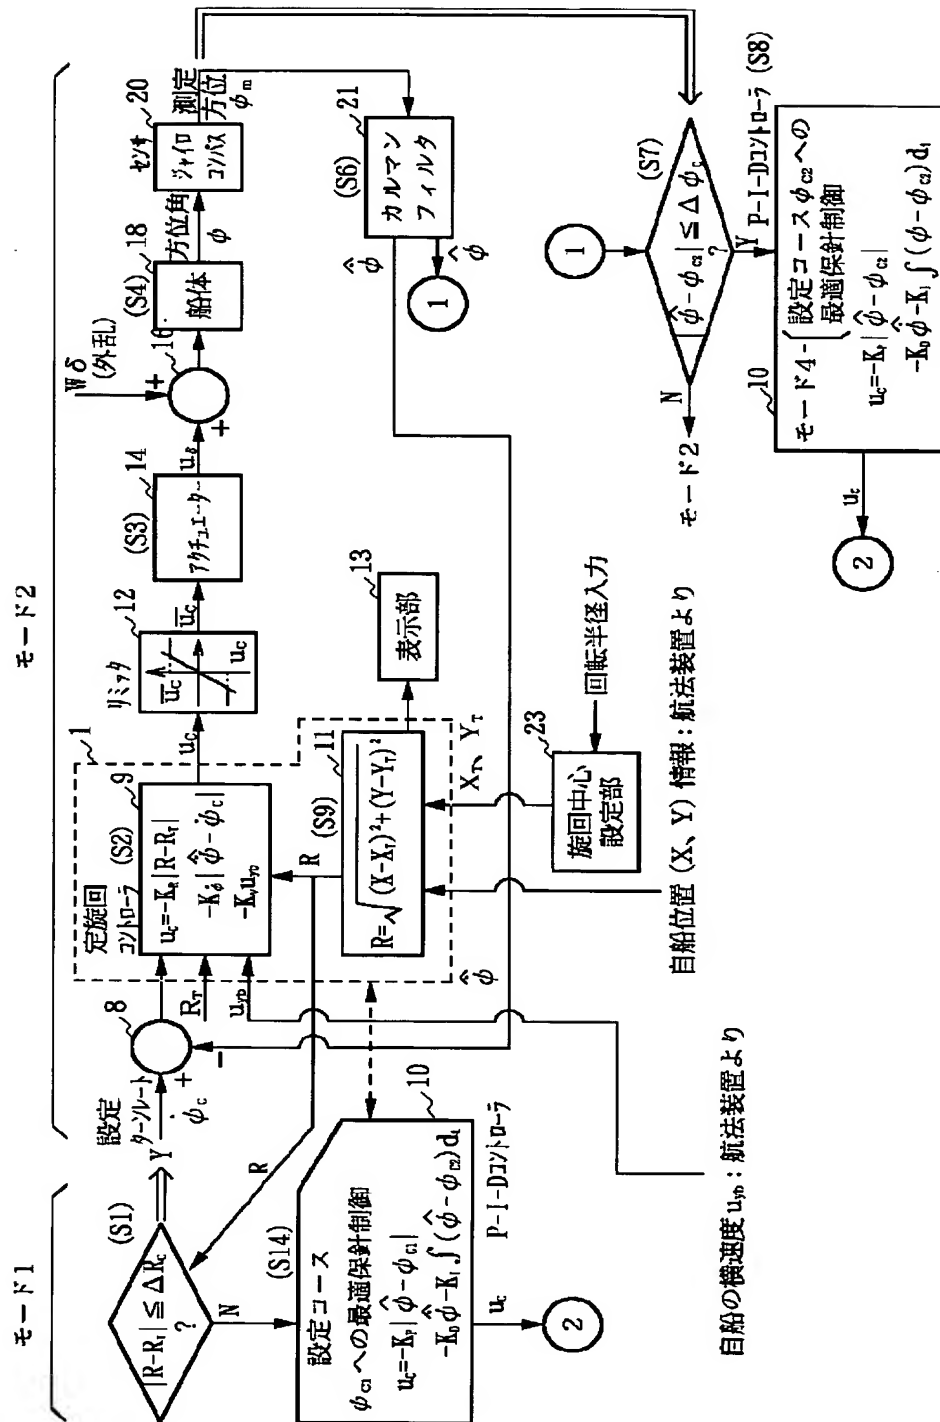 モード1
モード2
(S1)
|R-R_T|≦ΔR_C
?
Y
N
R
設定
ターンレート
φ̇_C
8
+
-
R_T
u_YD
1
定旋回
コントローラ
(S2)
9
u_C=-K_R|R-R_T|
-K_φ̇|φ̇̂-φ̇_C|
-K_V u_YD
u_C
リミッタ
12
u̅_C
u_C
u̅_C
(S3)
14
アクチュエータ
u_δ
Wδ
(外乱)
+
+
16
(S4)
18
船体
方位角
φ
センサ
20
ジャイロ
コンパス
測定
方位
φ_m
(S6)
21
カルマン
フィルタ
φ̂
φ̂
1
R
(S9)
11
R=√(X-X_T)²+(Y-Y_T)²
13
表示部
X_T、Y_T
23
旋回中心
設定部
回転半径入力
φ̂
自船位置(X、Y)情報:航法装置より
自船の横速度u_YD:航法装置より
(S14)
10
設定コース
φ_C1への最適保針制御
u_C=-K_P|φ̂-φ_C1|
-K_D φ̇̂-K_I∫(φ̂-φ_C2)d_t
P-I-Dコントローラ
u_C
2
1
(S7)
|φ̂-φ_C2|≦Δφ_C
?
N
モード2
Y
P-I-Dコントローラ(S8)
10
モード4-設定コースφ_C2への
最適保針制御
u_C=-K_P|φ̂-φ_C2|
-K_D φ̇̂-K_I∫(φ-φ_C2)d_t
u_C
2